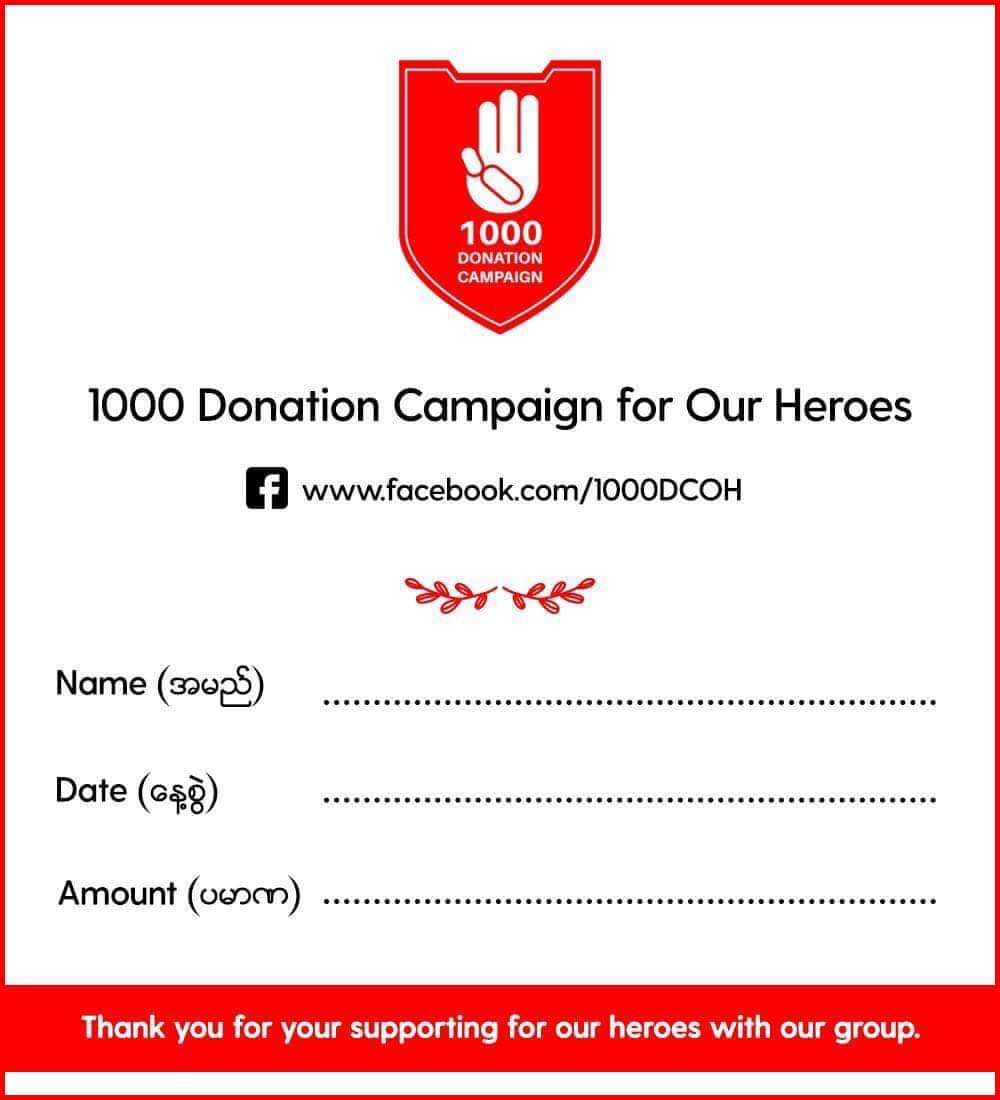 1000
DONATION
CAMPAIGN
1000 Donation Campaign for Our Heroes
www.facebook.com/1000DCOH
Name (အမည်) ..............................................................
Date (နေ့စွဲ) ..............................................................
Amount (ပမာဏ) ..............................................................
Thank you for your supporting for our heroes with our group.